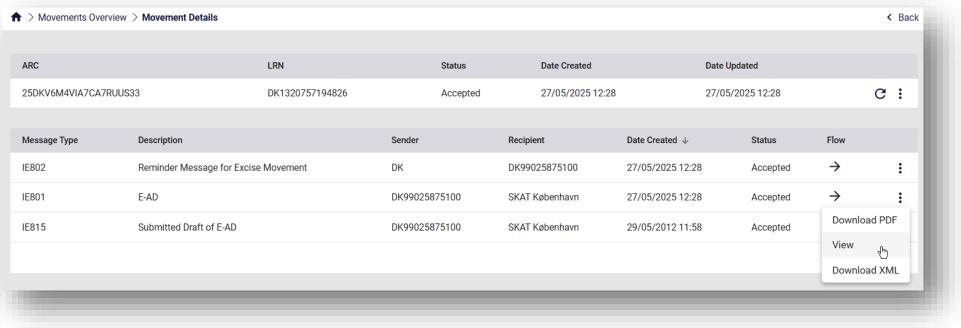 > Movements Overview > Movement Details < Back
ARC LRN Status Date Created Date Updated
25DKV6M4VIA7CA7RUUS33 DK1320757194826 Accepted 27/05/2025 12:28 27/05/2025 12:28
Message Type Description Sender Recipient Date Created ↓ Status Flow
IE802 Reminder Message for Excise Movement DK DK99025875100 27/05/2025 12:28 Accepted →
IE801 E-AD DK99025875100 SKAT København 27/05/2025 12:28 Accepted →
IE815 Submitted Draft of E-AD DK99025875100 SKAT København 29/05/2012 11:58 Accepted
Download PDF
View
Download XML